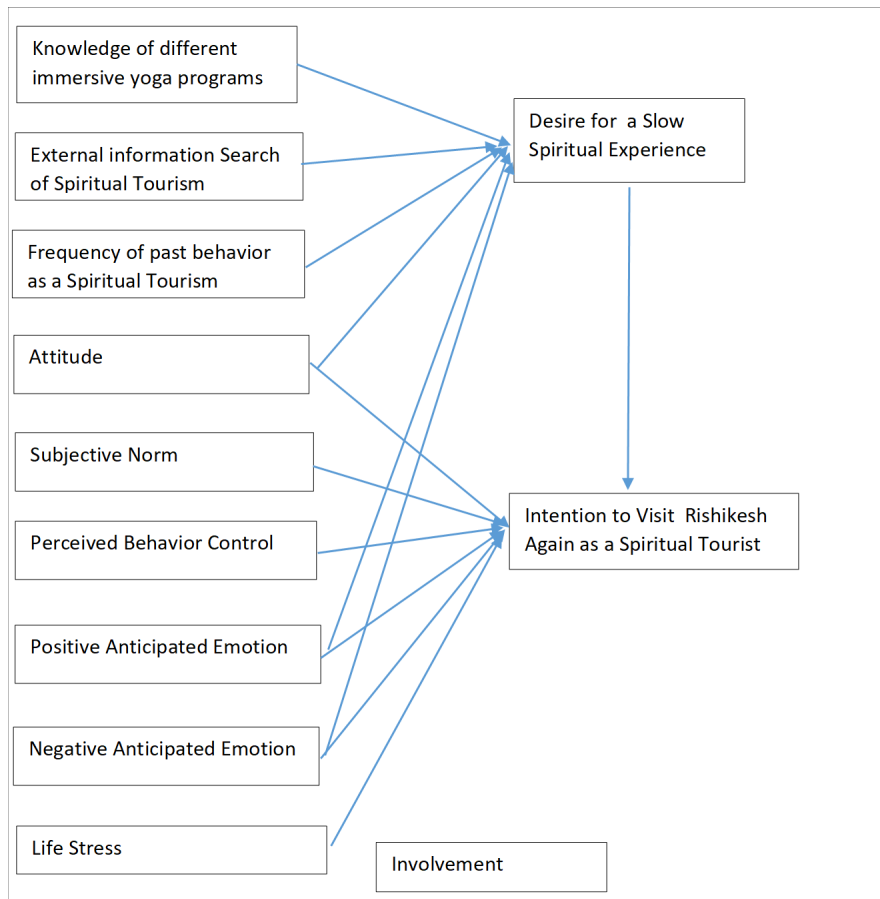 Knowledge of different
immersive yoga programs
External information Search
of Spiritual Tourism
Frequency of past behavior
as a Spiritual Tourism
Attitude
Subjective Norm
Perceived Behavior Control
Positive Anticipated Emotion
Negative Anticipated Emotion
Life Stress
Involvement
Desire for a Slow
Spiritual Experience
Intention to Visit Rishikesh
Again as a Spiritual Tourist